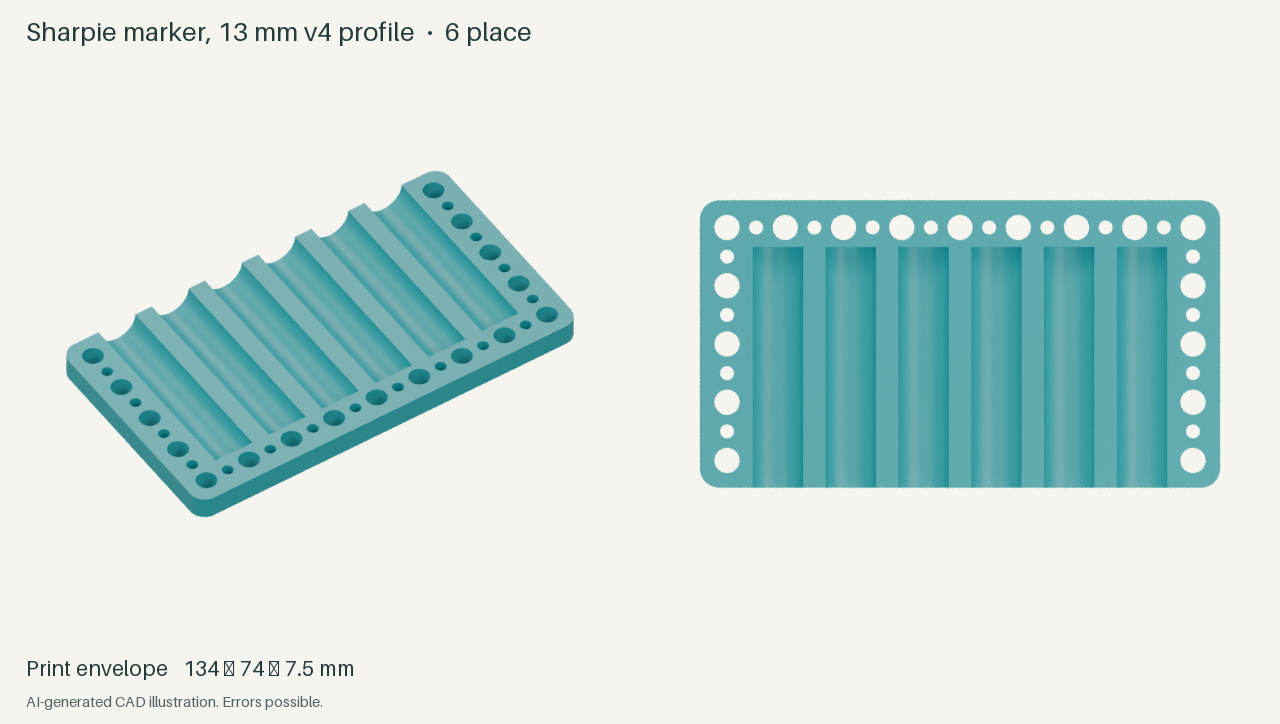 Sharpie marker, 13 mm v4 profile · 6 place
Print envelope 134 □ 74 □ 7.5 mm
AI-generated CAD illustration. Errors possible.